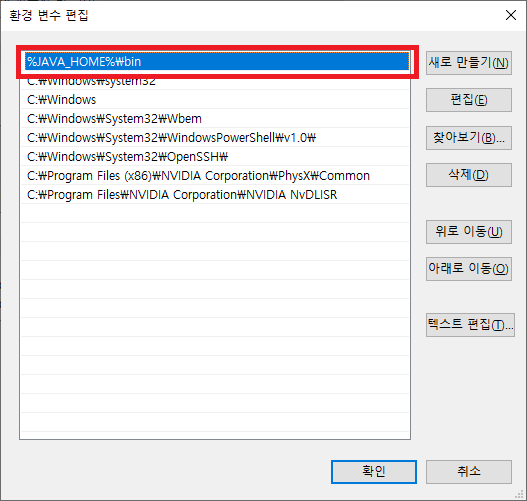 환경 변수 편집
%JAVA_HOME%₩bin
C:₩Windows₩system32
C:₩Windows
C:₩Windows₩System32₩Wbem
C:₩Windows₩System32₩WindowsPowerShell₩v1.0₩
C:₩Windows₩System32₩OpenSSH₩
C:₩Program Files (x86)₩NVIDIA Corporation₩PhysX₩Common
C:₩Program Files₩NVIDIA Corporation₩NVIDIA NvDLISR
새로 만들기(N)
편집(E)
찾아보기(B)...
삭제(D)
위로 이동(U)
아래로 이동(O)
텍스트 편집(T)...
확인
취소